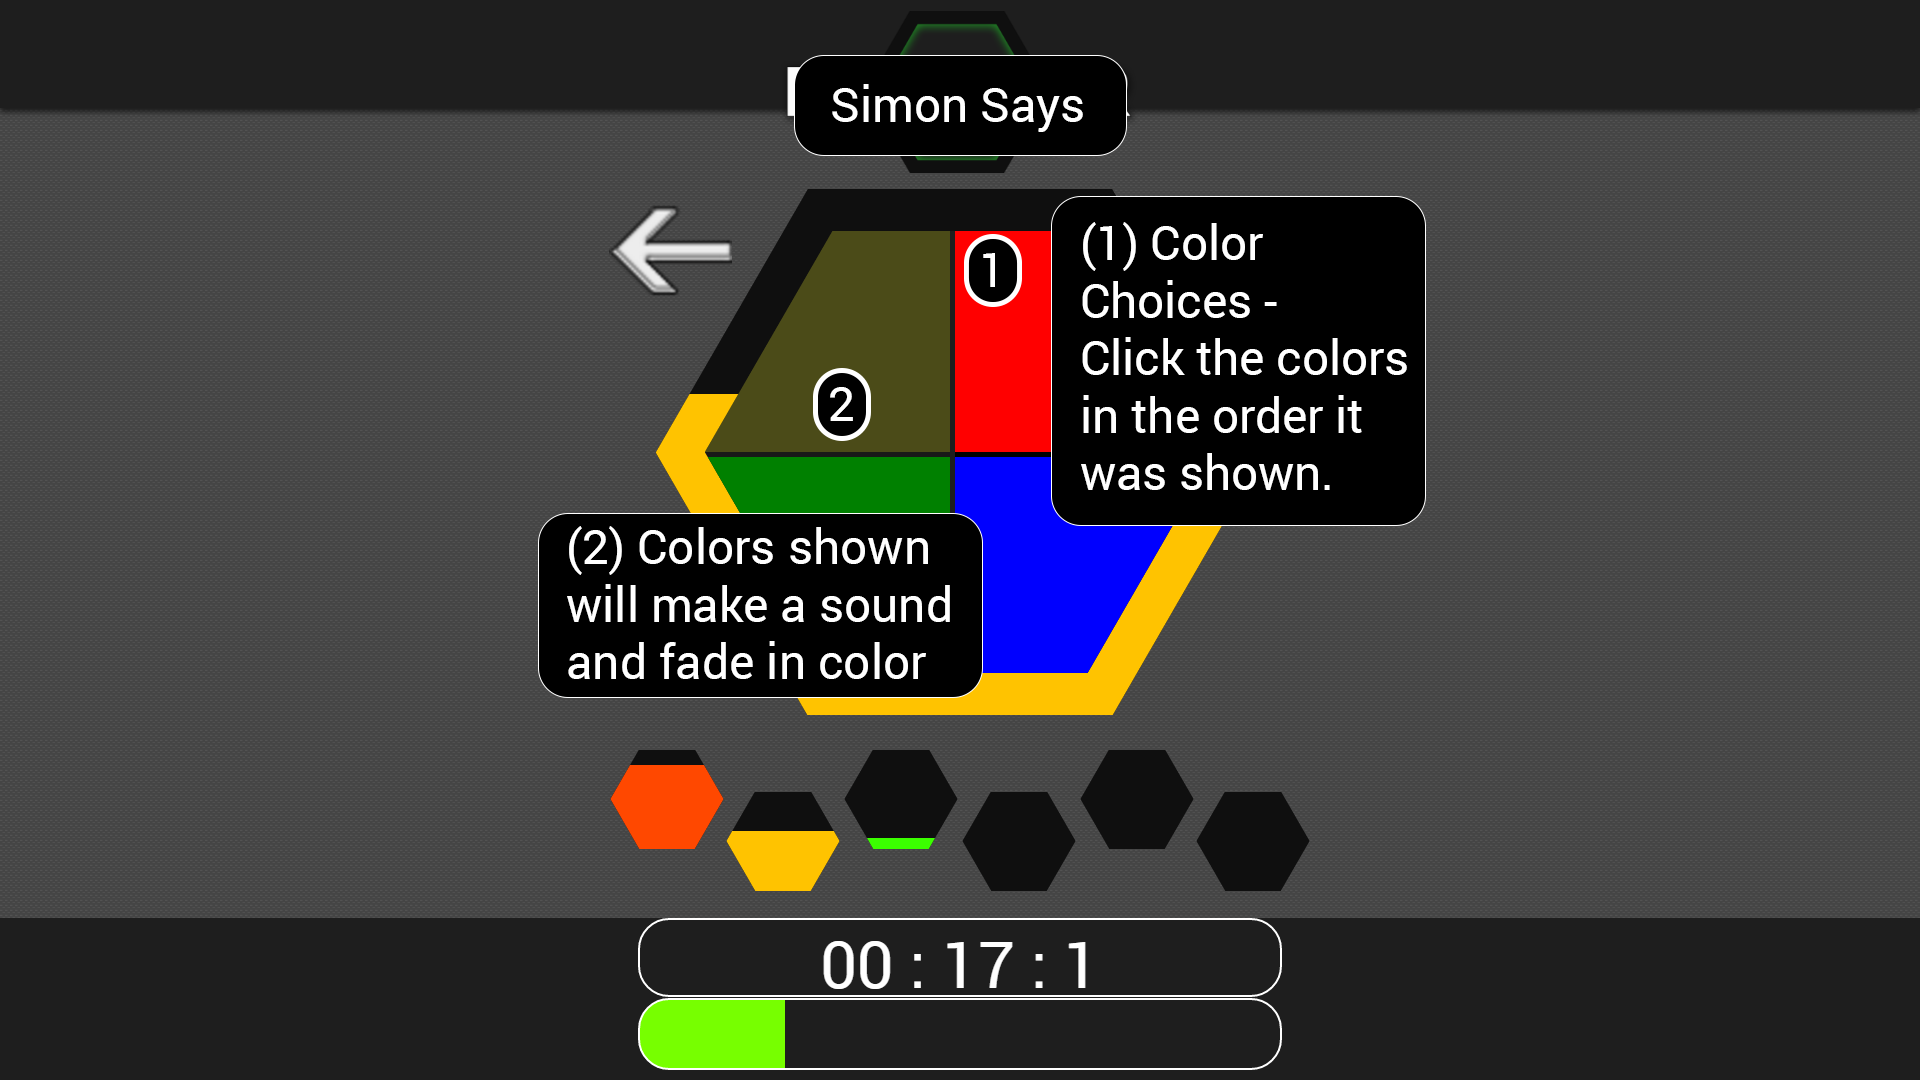 Simon Says
1
(1) Color
Choices -
Click the colors
in the order it
was shown.
2
(2) Colors shown
will make a sound
and fade in color
00 : 17 : 1